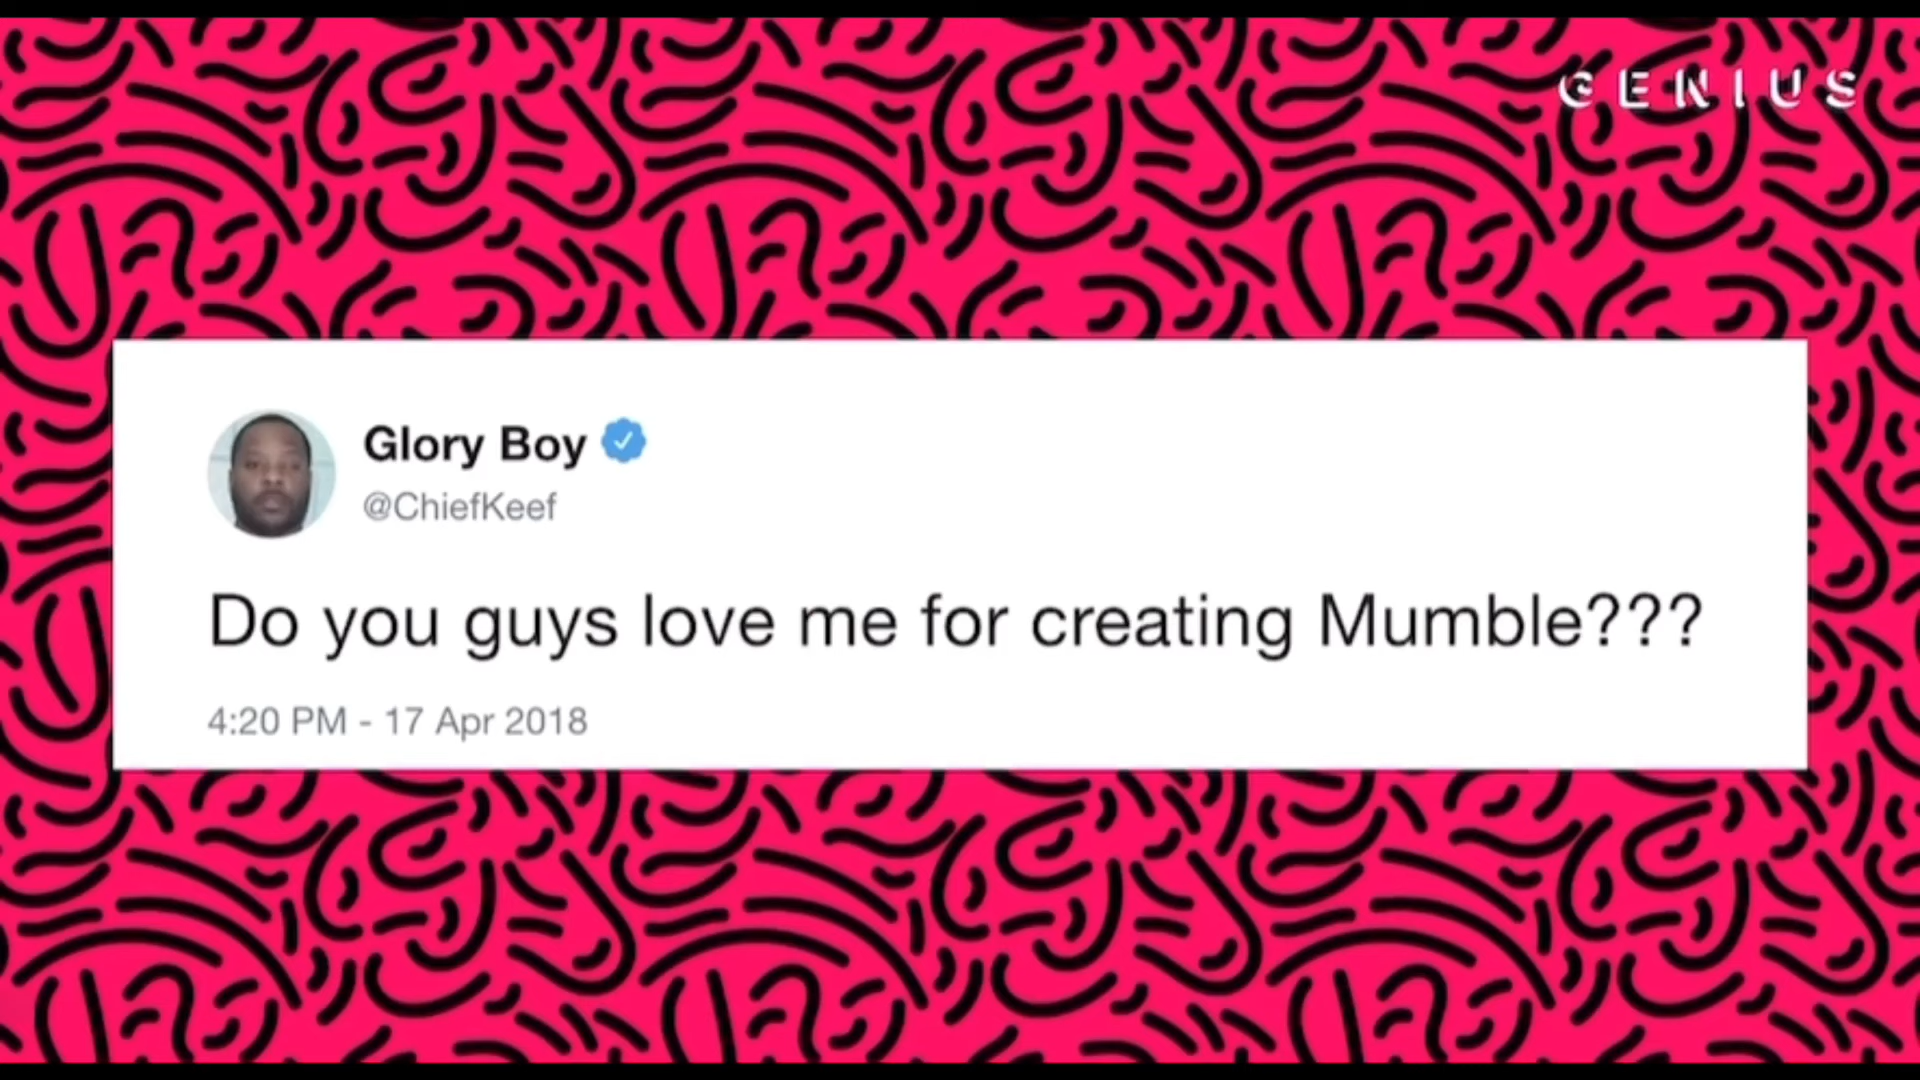 GENIUS
Glory Boy
@ChiefKeef
Do you guys love me for creating Mumble???
4:20 PM - 17 Apr 2018